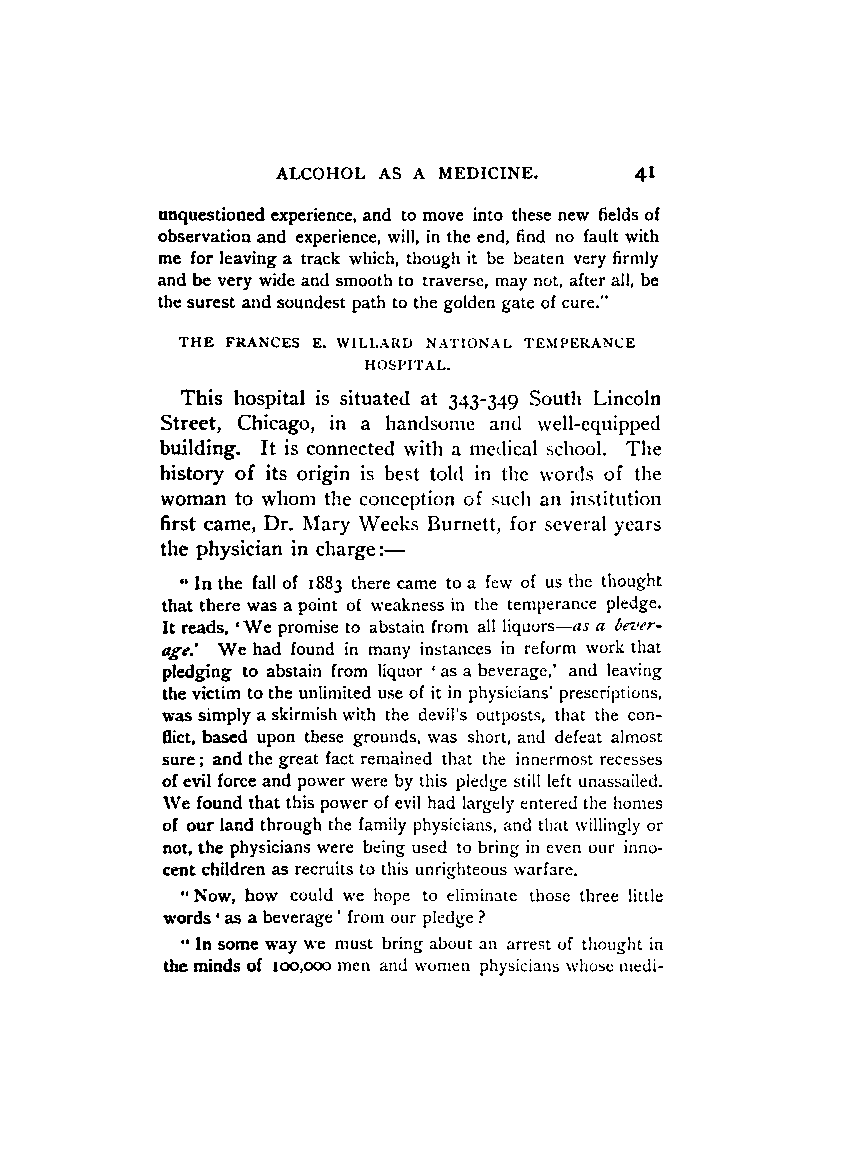 ALCOHOL AS A MEDICINE. 41
unquestioned experience, and to move into these new fields of
observation and experience, will, in the end, find no fault with
me for leaving a track which, though it be beaten very firmly
and be very wide and smooth to traverse, may not, after all, be
the surest and soundest path to the golden gate of cure."
THE FRANCES E. WILLARD NATIONAL TEMPERANCE
HOSPITAL.
This hospital is situated at 343-349 South Lincoln
Street, Chicago, in a handsome and well-equipped
building. It is connected with a medical school. The
history of its origin is best told in the words of the
woman to whom the conception of such an institution
first came, Dr. Mary Weeks Burnett, for several years
the physician in charge:—
"In the fall of 1883 there came to a few of us the thought
that there was a point of weakness in the temperance pledge.
It reads, 'We promise to abstain from all liquors—as a bever-
age.' We had found in many instances in reform work that
pledging to abstain from liquor 'as a beverage,' and leaving
the victim to the unlimited use of it in physicians' prescriptions,
was simply a skirmish with the devil's outposts, that the con-
flict, based upon these grounds, was short, and defeat almost
sure; and the great fact remained that the innermost recesses
of evil force and power were by this pledge still left unassailed.
We found that this power of evil had largely entered the homes
of our land through the family physicians, and that willingly or
not, the physicians were being used to bring in even our inno-
cent children as recruits to this unrighteous warfare.
"Now, how could we hope to eliminate those three little
words 'as a beverage' from our pledge?
"In some way we must bring about an arrest of thought in
the minds of 100,000 men and women physicians whose medi-